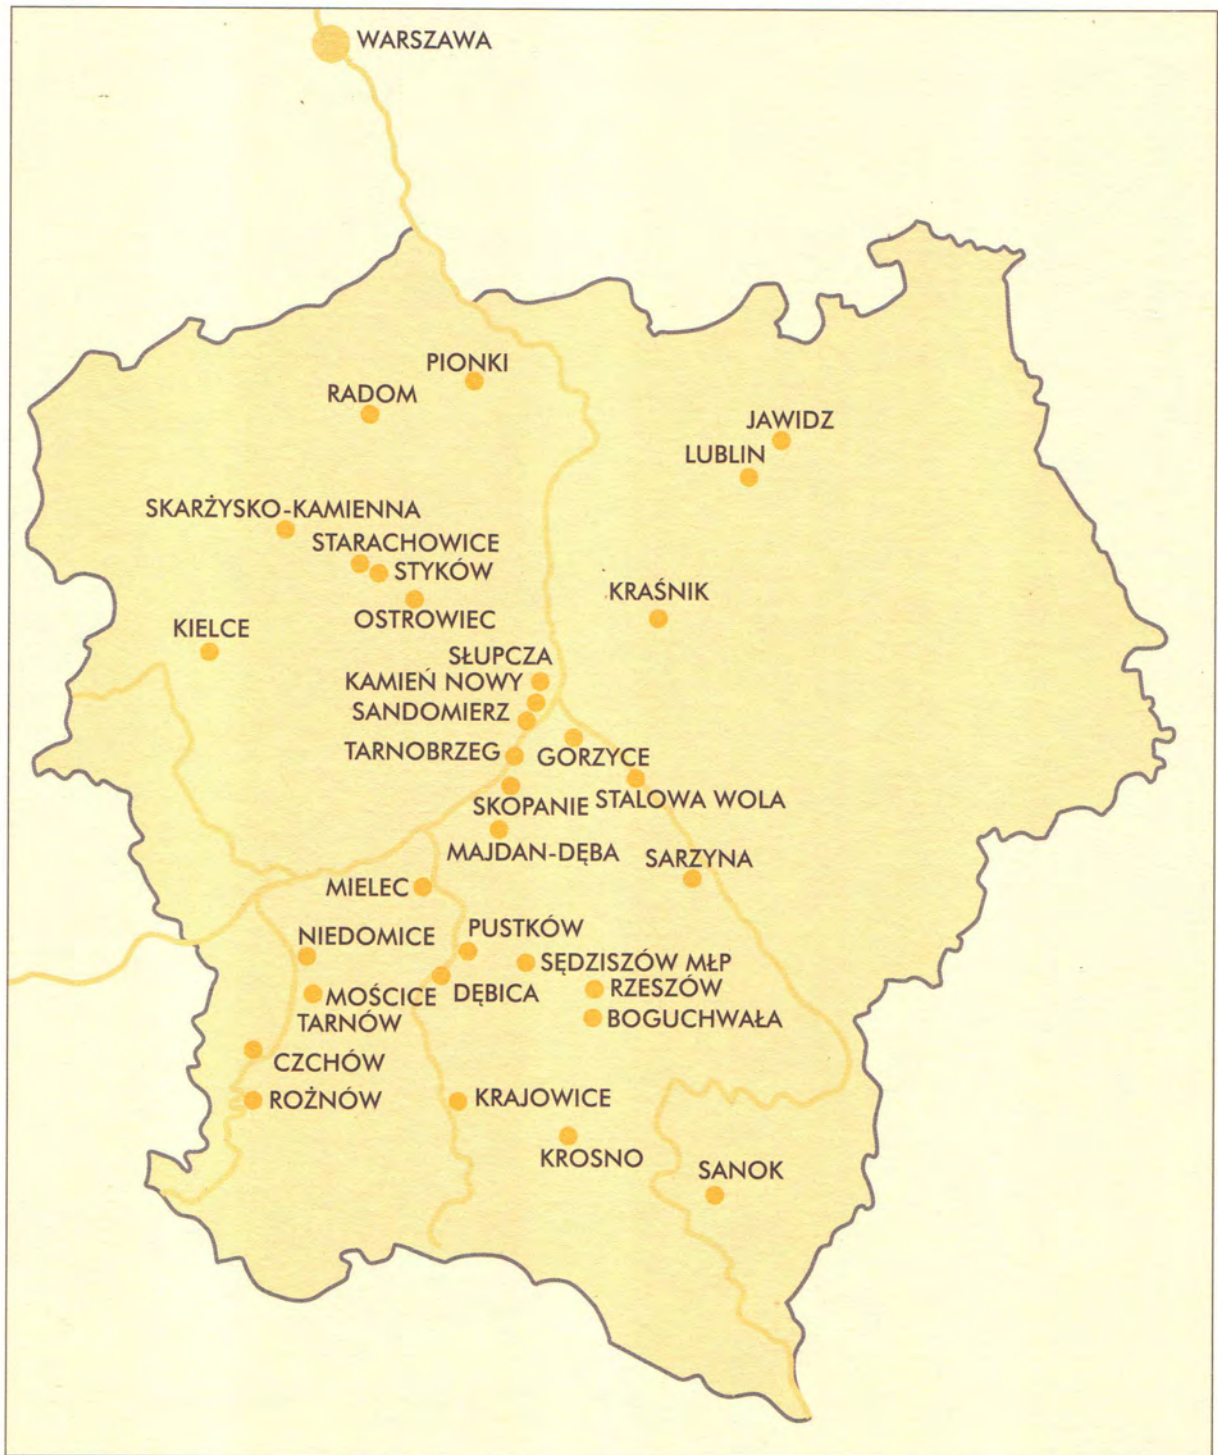 WARSZAWA
PIONKI
RADOM
JAWIDZ
LUBLIN
SKARŻYSKO-KAMIENNA
STARACHOWICE
STYKÓW
KRAŚNIK
OSTROWIEC
KIELCE
SŁUPCZA
KAMIEŃ NOWY
SANDOMIERZ
TARNOBRZEG
GORZYCE
SKOPANIE
STALOWA WOLA
MAJDAN-DĘBA
SARZYNA
MIELEC
PUSTKÓW
NIEDOMICE
SĘDZISZÓW MŁP
RZESZÓW
DĘBICA
MOŚCICE
TARNÓW
BOGUCHWAŁA
CZCHÓW
ROŻNÓW
KRAJOWICE
KROSNO
SANOK